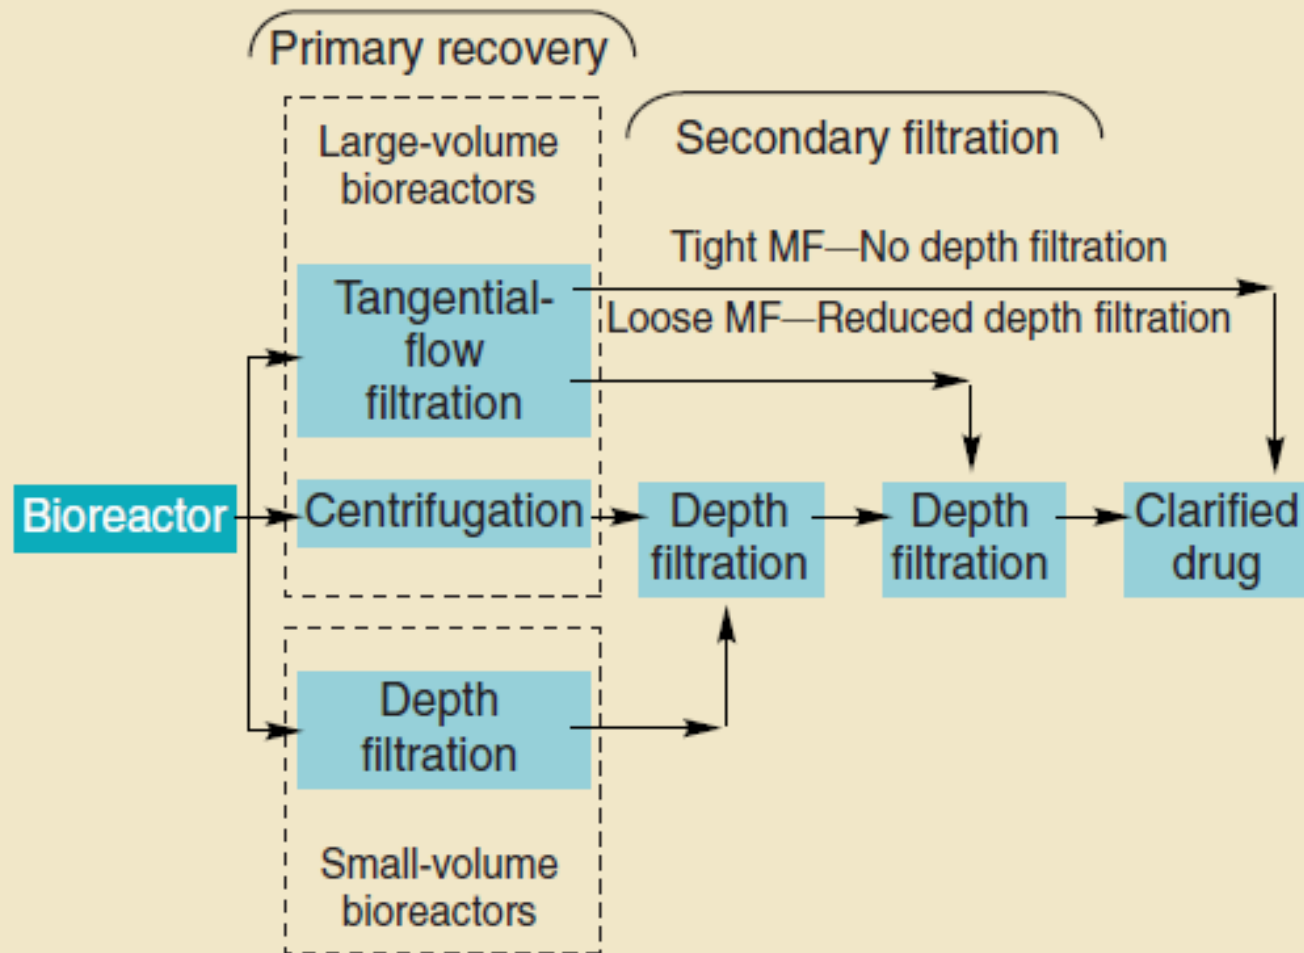 Primary recovery
Large-volume
bioreactors
Secondary filtration
Tight MF—No depth filtration
Tangential-
flow
filtration
Loose MF—Reduced depth filtration
Bioreactor
Centrifugation
Depth
filtration
Depth
filtration
Clarified
drug
Depth
filtration
Small-volume
bioreactors